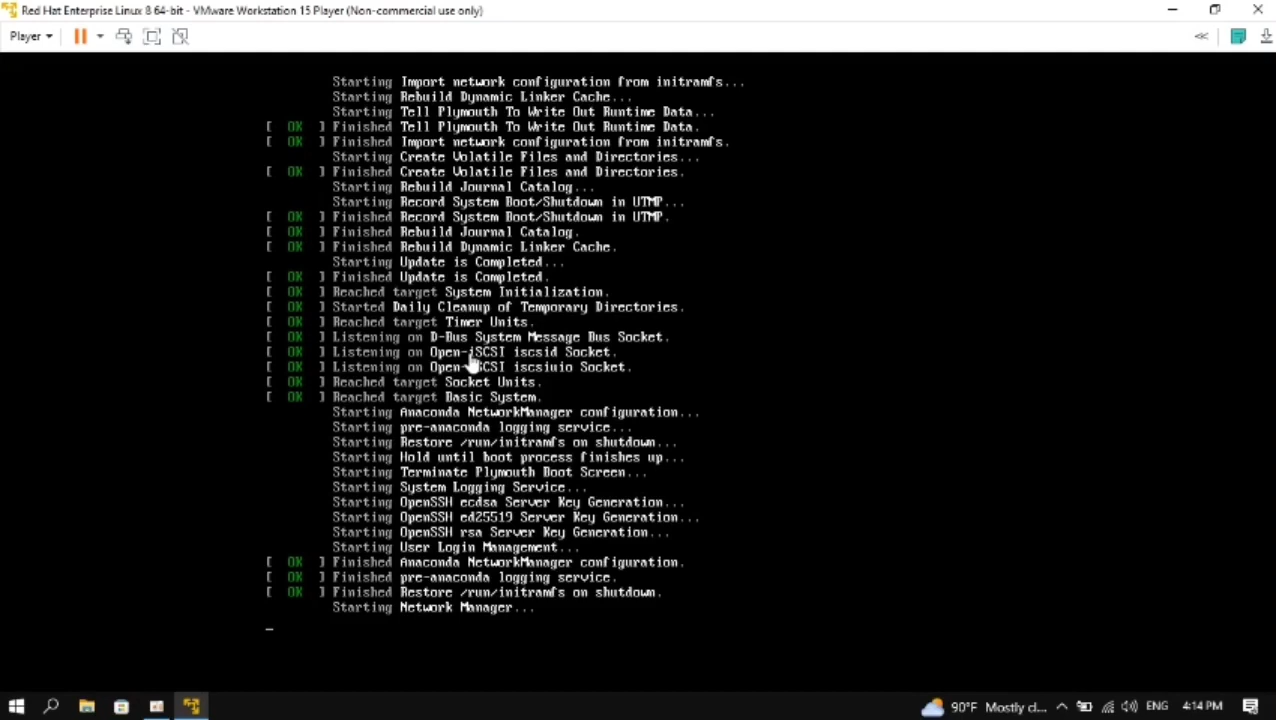 Red Hat Enterprise Linux 8 64-bit - VMware Workstation 15 Player (Non-commercial use only)
Player
Starting Import network configuration from initramfs...
Starting Rebuild Dynamic Linker Cache...
Starting Tell Plymouth To Write Out Runtime Data...
[ OK ] Finished Tell Plymouth To Write Out Runtime Data.
[ OK ] Finished Import network configuration from initramfs.
Starting Create Volatile Files and Directories...
[ OK ] Finished Create Volatile Files and Directories.
Starting Rebuild Journal Catalog...
Starting Record System Boot/Shutdown in UTMP...
[ OK ] Finished Record System Boot/Shutdown in UTMP.
[ OK ] Finished Rebuild Journal Catalog.
[ OK ] Finished Rebuild Dynamic Linker Cache.
Starting Update is Completed...
[ OK ] Finished Update is Completed.
[ OK ] Reached target System Initialization.
[ OK ] Started Daily Cleanup of Temporary Directories.
[ OK ] Reached target Timer Units.
[ OK ] Listening on D-Bus System Message Bus Socket.
[ OK ] Listening on Open-iSCSI iscsid Socket.
[ OK ] Listening on Open-iSCSI iscsiuio Socket.
[ OK ] Reached target Socket Units.
[ OK ] Reached target Basic System.
Starting Anaconda NetworkManager configuration...
Starting pre-anaconda logging service...
Starting Restore /run/initramfs on shutdown...
Starting Hold until boot process finishes up...
Starting Terminate Plymouth Boot Screen...
Starting System Logging Service...
Starting OpenSSH ecdsa Server Key Generation...
Starting OpenSSH ed25519 Server Key Generation...
Starting OpenSSH rsa Server Key Generation...
Starting User Login Management...
[ OK ] Finished Anaconda NetworkManager configuration.
[ OK ] Finished pre-anaconda logging service.
[ OK ] Finished Restore /run/initramfs on shutdown.
Starting Network Manager...
90°F Mostly cl... ENG 4:14 PM